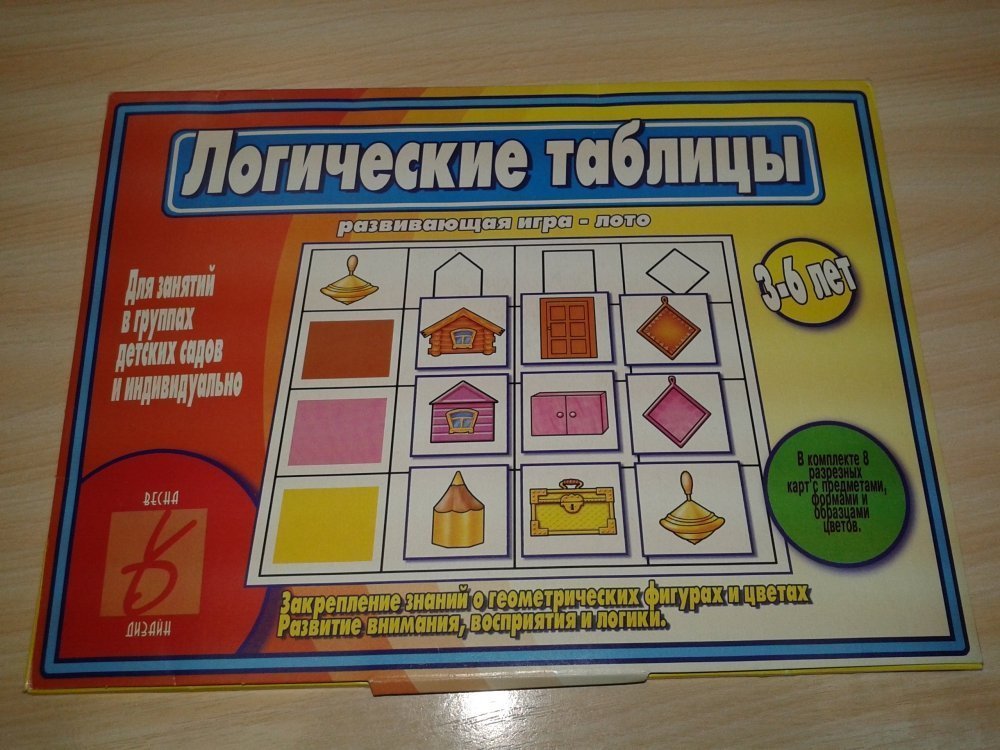 Логические таблицы
развивающая игра - лото
Для занятий
в группах
детских садов
и индивидуально
3-6 лет
В комплекте 8
разрезных
карт с предметами,
формами и
образцами
цветов.
ВЕСНА
ДИЗАЙН
Закрепление знаний о геометрических фигурах и цветах
Развитие внимания, восприятия и логики.